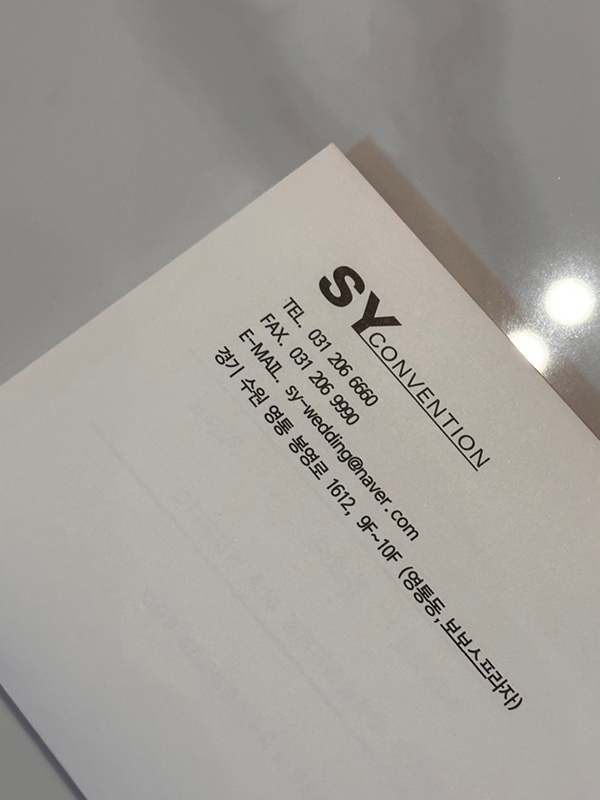 SY CONVENTION
TEL. 031 206 6660
FAX. 031 206 9990
E-MAIL. sy-wedding@naver.com
경기 수원 영통 봉영로 1612, 9F~10F (영통동,보보스프라자)